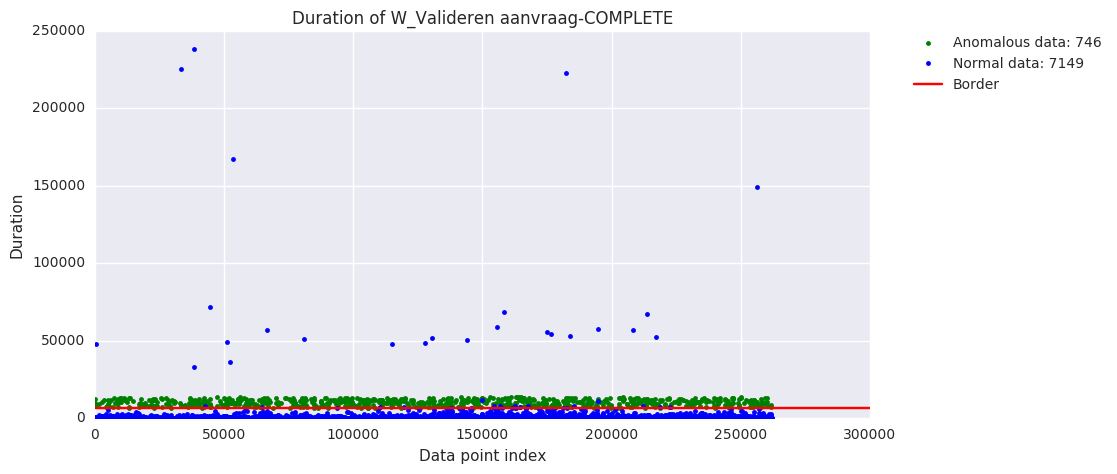 Duration of W_Valideren aanvraag-COMPLETE
250000
200000
150000
100000
50000
0
Duration
0
50000
100000
150000
200000
250000
300000
Data point index
Anomalous data: 746
Normal data: 7149
Border